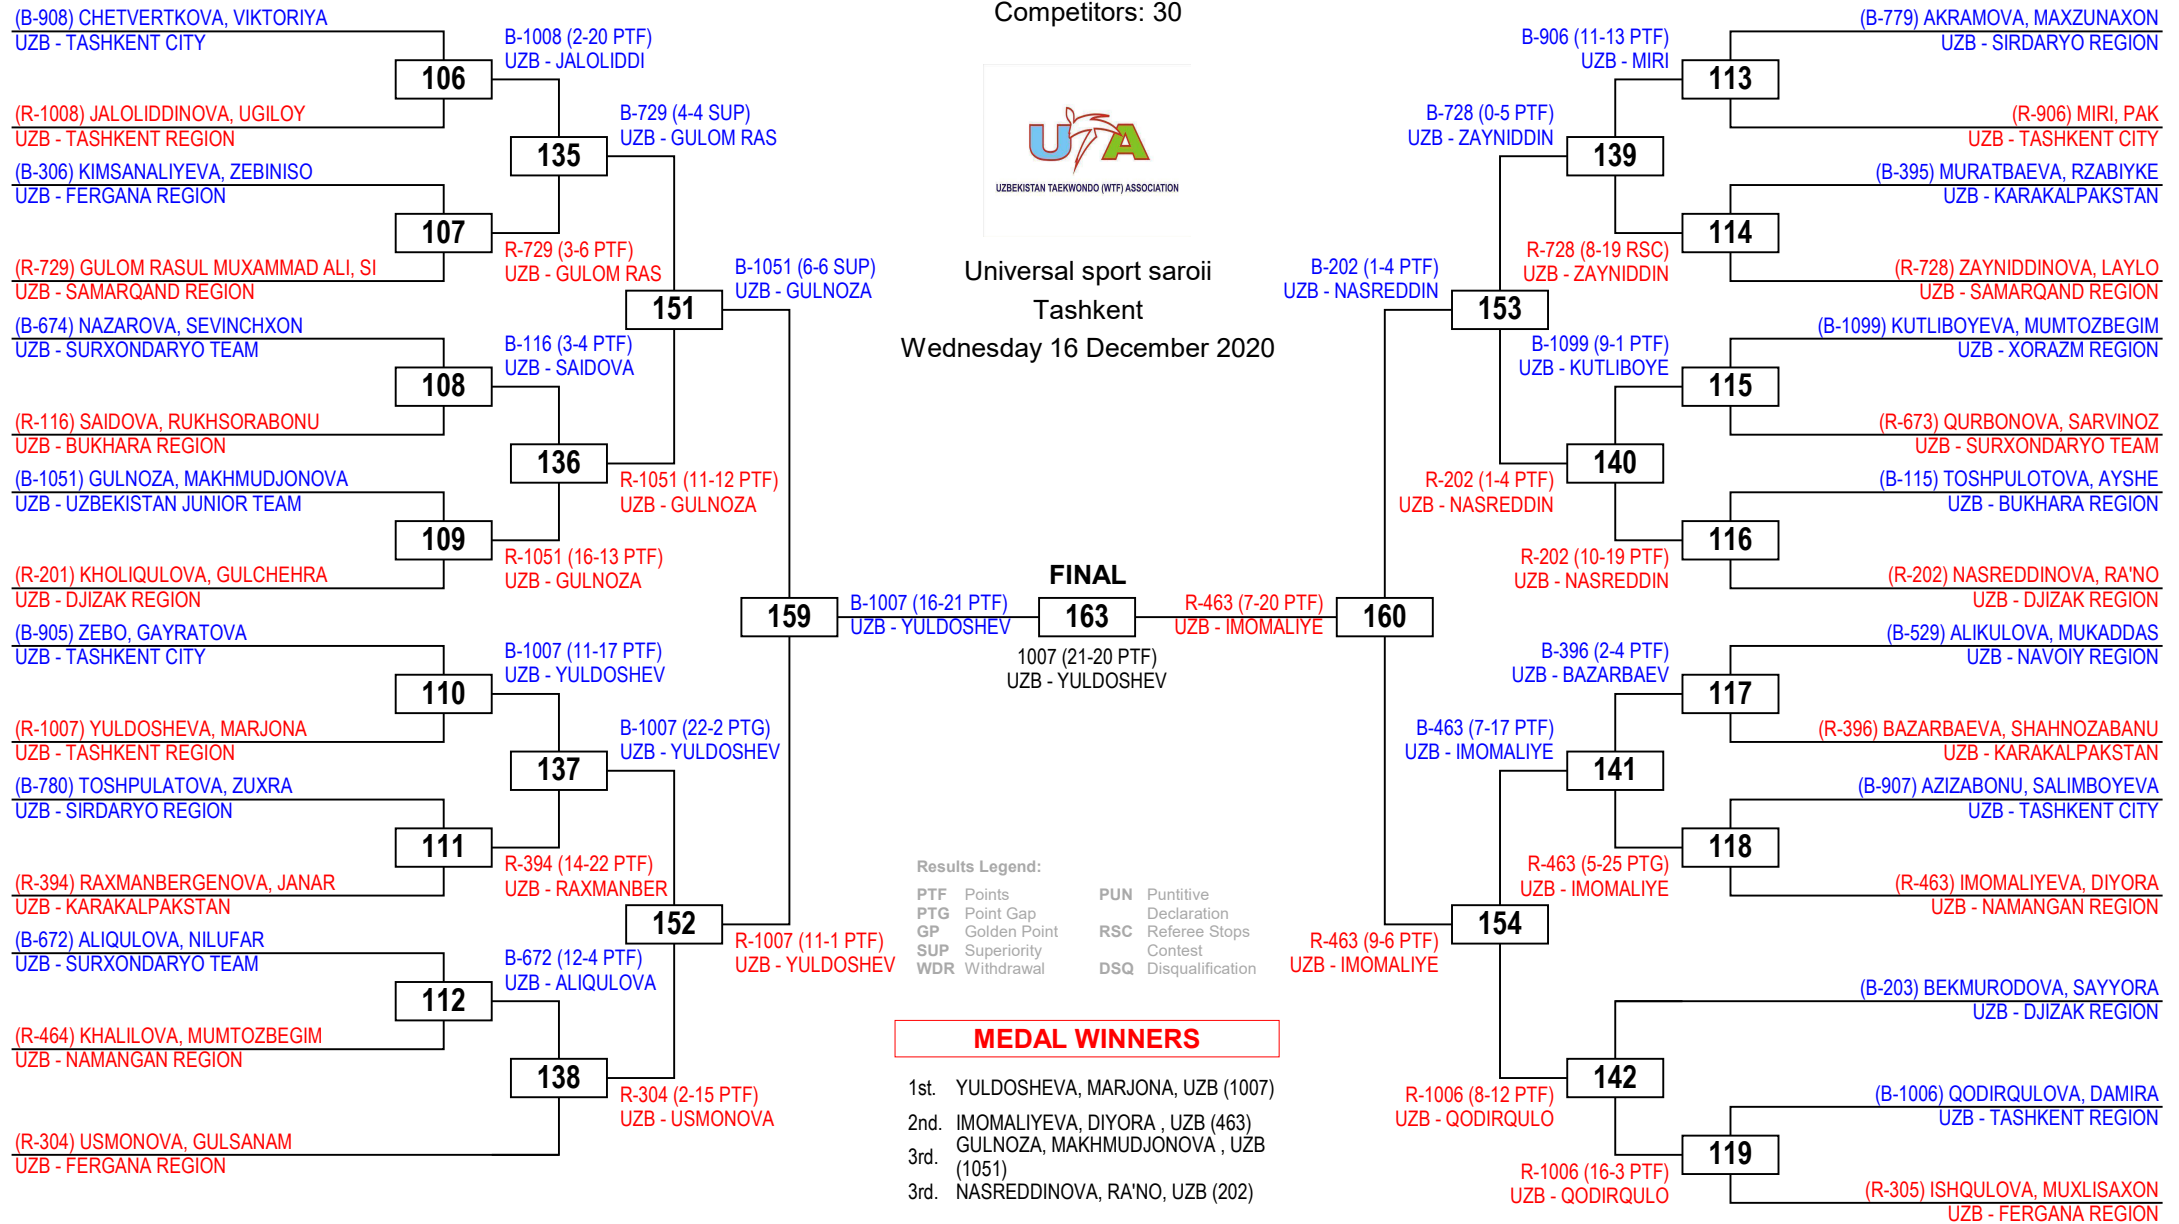 Competitors: 30
UTA
UZBEKISTAN TAEKWONDO (WTF) ASSOCIATION
Universal sport saroii
Tashkent
Wednesday 16 December 2020
(B-908) CHETVERTKOVA, VIKTORIYA
UZB - TASHKENT CITY
106
(R-1008) JALOLIDDINOVA, UGILOY
UZB - TASHKENT REGION
(B-306) KIMSANALIYEVA, ZEBINISO
UZB - FERGANA REGION
107
(R-729) GULOM RASUL MUXAMMAD ALI, SI
UZB - SAMARQAND REGION
(B-674) NAZAROVA, SEVINCHXON
UZB - SURXONDARYO TEAM
108
(R-116) SAIDOVA, RUKHSORABONU
UZB - BUKHARA REGION
(B-1051) GULNOZA, MAKHMUDJONOVA
UZB - UZBEKISTAN JUNIOR TEAM
109
(R-201) KHOLIQULOVA, GULCHEHRA
UZB - DJIZAK REGION
(B-905) ZEBO, GAYRATOVA
UZB - TASHKENT CITY
110
(R-1007) YULDOSHEVA, MARJONA
UZB - TASHKENT REGION
(B-780) TOSHPULATOVA, ZUXRA
UZB - SIRDARYO REGION
111
(R-394) RAXMANBERGENOVA, JANAR
UZB - KARAKALPAKSTAN
(B-672) ALIQULOVA, NILUFAR
UZB - SURXONDARYO TEAM
112
(R-464) KHALILOVA, MUMTOZBEGIM
UZB - NAMANGAN REGION
(R-304) USMONOVA, GULSANAM
UZB - FERGANA REGION
B-1008 (2-20 PTF)
UZB - JALOLIDDI
135
R-729 (3-6 PTF)
UZB - GULOM RAS
B-116 (3-4 PTF)
UZB - SAIDOVA
136
R-1051 (16-13 PTF)
UZB - GULNOZA
B-1007 (11-17 PTF)
UZB - YULDOSHEV
137
R-394 (14-22 PTF)
UZB - RAXMANBER
B-672 (12-4 PTF)
UZB - ALIQULOVA
138
B-729 (4-4 SUP)
UZB - GULOM RAS
151
R-1051 (11-12 PTF)
UZB - GULNOZA
B-1007 (22-2 PTG)
UZB - YULDOSHEV
152
R-304 (2-15 PTF)
UZB - USMONOVA
B-1051 (6-6 SUP)
UZB - GULNOZA
159
R-1007 (11-1 PTF)
UZB - YULDOSHEV
B-1007 (16-21 PTF)
UZB - YULDOSHEV
FINAL
163
1007 (21-20 PTF)
UZB - YULDOSHEV
R-463 (7-20 PTF)
UZB - IMOMALIYE
B-202 (1-4 PTF)
UZB - NASREDDIN
160
R-463 (9-6 PTF)
UZB - IMOMALIYE
B-728 (0-5 PTF)
UZB - ZAYNIDDIN
153
R-202 (1-4 PTF)
UZB - NASREDDIN
B-463 (7-17 PTF)
UZB - IMOMALIYE
154
R-1006 (8-12 PTF)
UZB - QODIRQULO
B-906 (11-13 PTF)
UZB - MIRI
139
R-728 (8-19 RSC)
UZB - ZAYNIDDIN
B-1099 (9-1 PTF)
UZB - KUTLIBOYE
140
R-202 (10-19 PTF)
UZB - NASREDDIN
B-396 (2-4 PTF)
UZB - BAZARBAEV
141
R-463 (5-25 PTG)
UZB - IMOMALIYE
142
R-1006 (16-3 PTF)
UZB - QODIRQULO
(B-779) AKRAMOVA, MAXZUNAXON
UZB - SIRDARYO REGION
113
(R-906) MIRI, PAK
UZB - TASHKENT CITY
(B-395) MURATBAEVA, RZABIYKE
UZB - KARAKALPAKSTAN
114
(R-728) ZAYNIDDINOVA, LAYLO
UZB - SAMARQAND REGION
(B-1099) KUTLIBOYEVA, MUMTOZBEGIM
UZB - XORAZM REGION
115
(R-673) QURBONOVA, SARVINOZ
UZB - SURXONDARYO TEAM
(B-115) TOSHPULOTOVA, AYSHE
UZB - BUKHARA REGION
116
(R-202) NASREDDINOVA, RA'NO
UZB - DJIZAK REGION
(B-529) ALIKULOVA, MUKADDAS
UZB - NAVOIY REGION
117
(R-396) BAZARBAEVA, SHAHNOZABANU
UZB - KARAKALPAKSTAN
(B-907) AZIZABONU, SALIMBOYEVA
UZB - TASHKENT CITY
118
(R-463) IMOMALIYEVA, DIYORA
UZB - NAMANGAN REGION
(B-203) BEKMURODOVA, SAYYORA
UZB - DJIZAK REGION
(B-1006) QODIRQULOVA, DAMIRA
UZB - TASHKENT REGION
119
(R-305) ISHQULOVA, MUXLISAXON
UZB - FERGANA REGION
Results Legend:
PTF Points
PTG Point Gap
GP Golden Point
SUP Superiority
WDR Withdrawal
PUN Puntitive
Declaration
RSC Referee Stops
Contest
DSQ Disqualification
MEDAL WINNERS
1st. YULDOSHEVA, MARJONA, UZB (1007)
2nd. IMOMALIYEVA, DIYORA , UZB (463)
3rd. GULNOZA, MAKHMUDJONOVA , UZB
(1051)
3rd. NASREDDINOVA, RA'NO, UZB (202)